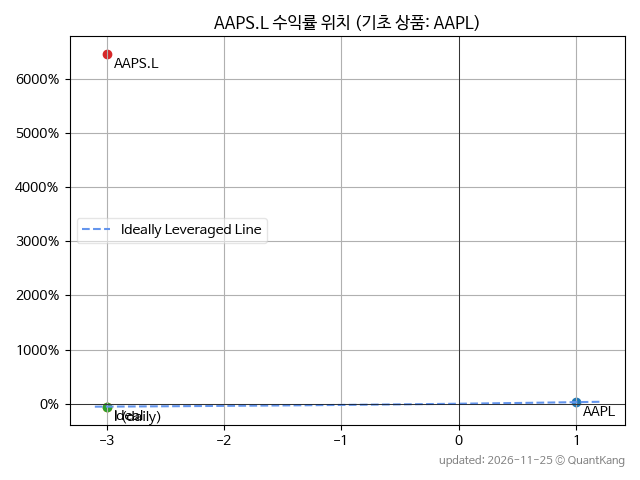 AAPS.L 수익률 위치 (기초 상품: AAPL)
6000%
AAPS.L
5000%
4000%
Ideally Leveraged Line
3000%
2000%
1000%
0%
(daily)
AAPL
-3
-2
-1
0
1
updated: 2026-11-25 © QuantKang